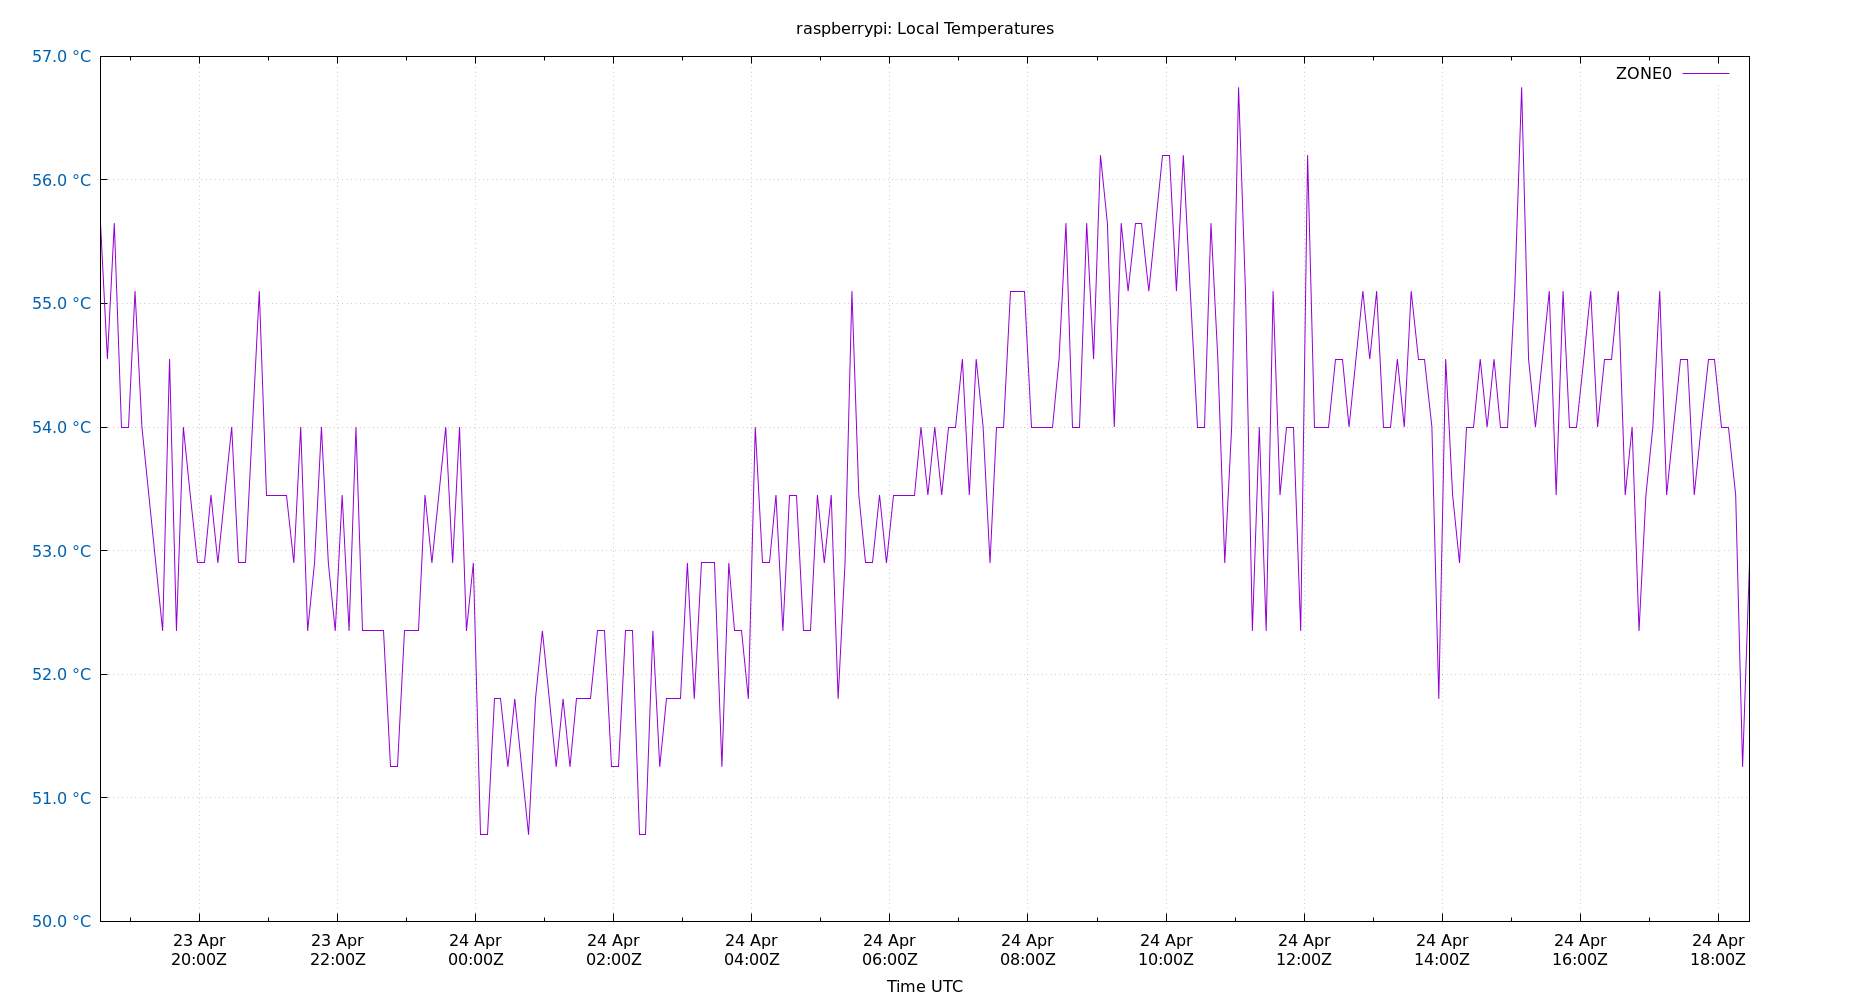 raspberrypi: Local Temperatures
57.0 °C
ZONE0
56.0 °C
55.0 °C
54.0 °C
53.0 °C
52.0 °C
51.0 °C
50.0 °C
23 Apr 23 Apr 24 Apr 24 Apr 24 Apr 24 Apr 24 Apr 24 Apr 24 Apr 24 Apr 24 Apr 24 Apr
20:00Z 22:00Z 00:00Z 02:00Z 04:00Z 06:00Z 08:00Z 10:00Z 12:00Z 14:00Z 16:00Z 18:00Z
Time UTC